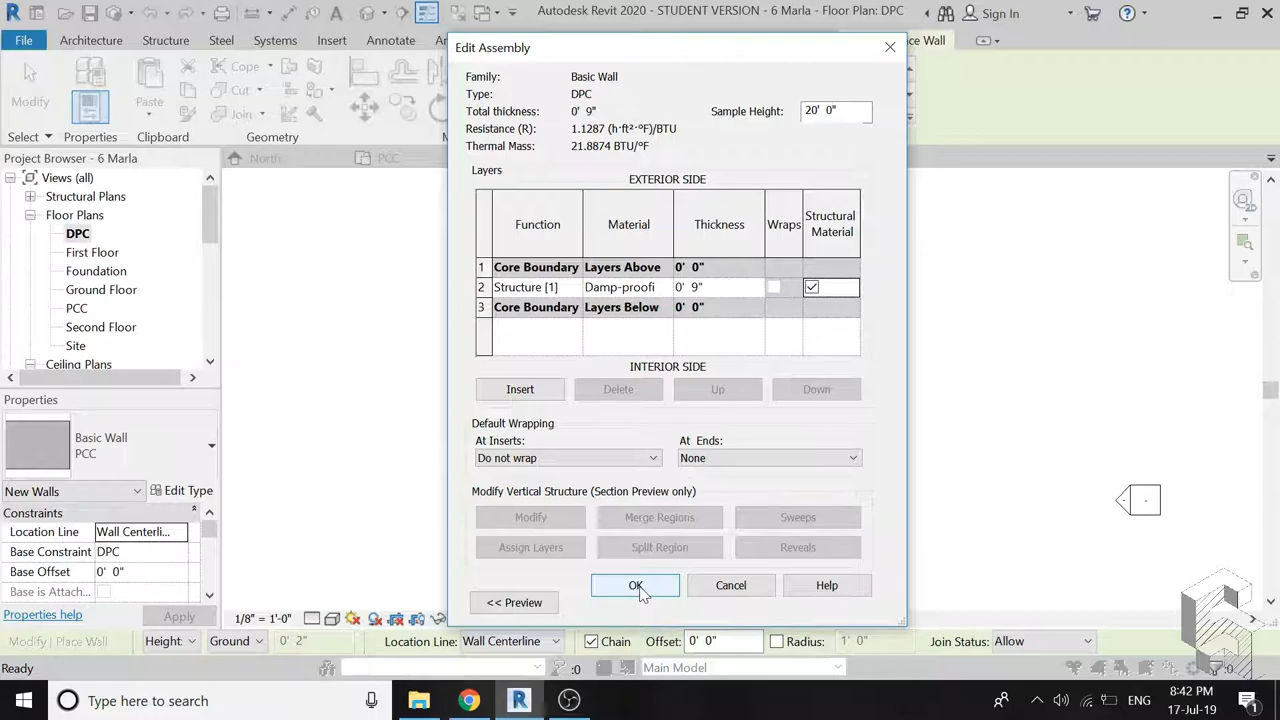 Autodesk Revit 2020 - STUDENT VERSION - 6 Marla - Floor Plan: DPC
Sign In
File Architecture Structure Steel Systems Insert Annotate
Place Wall
Modify
Paste
Cope
Cut
Join
Select Properties Clipboard Geometry
North
PCC
Project Browser - 6 Marla
Views (all)
Structural Plans
Floor Plans
DPC
First Floor
Foundation
Ground Floor
PCC
Second Floor
Site
Ceiling Plans
Properties
Basic Wall
PCC
New Walls
Edit Type
Constraints
Location Line Wall Centerli...
Base Constraint DPC
Base Offset 0' 0"
Base is Attach...
Properties help
Apply
Edit Assembly
Family: Basic Wall
Type: DPC
Total thickness: 0' 9"
Sample Height: 20' 0"
Resistance (R): 1.1287 (h·ft²·°F)/BTU
Thermal Mass: 21.8874 BTU/°F
Layers
EXTERIOR SIDE
Function Material Thickness Wraps Structural Material
1 Core Boundary Layers Above 0' 0"
2 Structure [1] Damp-proofi 0' 9"
3 Core Boundary Layers Below 0' 0"
INTERIOR SIDE
Insert Delete Up Down
Default Wrapping
At Inserts: At Ends:
Do not wrap None
Modify Vertical Structure (Section Preview only)
Modify Merge Regions Sweeps
Assign Layers Split Region Reveals
OK Cancel Help
<< Preview
1/8" = 1'-0"
Modify | Place Wall Height: Ground 0' 2" Location Line: Wall Centerline Chain Offset: 0' 0" Radius: 1' 0" Join Status: Allow
Ready
:0
Main Model
:0
Type here to search
ENG
8:42 PM
17-Jul-19
1